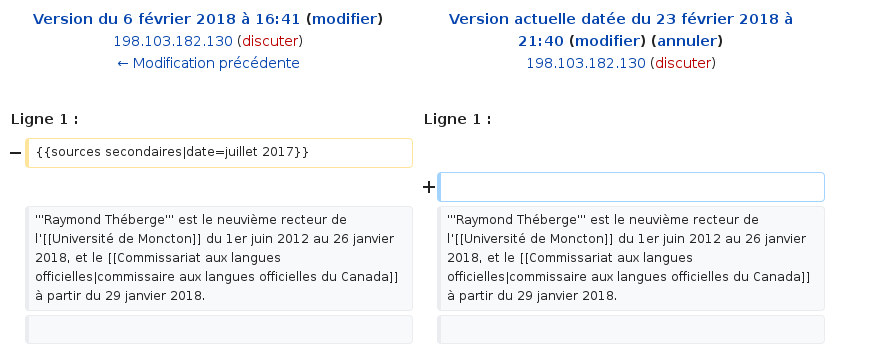 Version du 6 février 2018 à 16:41 (modifier)
198.103.182.130 (discuter)
← Modification précédente
Version actuelle datée du 23 février 2018 à
21:40 (modifier) (annuler)
198.103.182.130 (discuter)
Ligne 1 :
Ligne 1 :
− {{sources secondaires|date=juillet 2017}}
+
'''Raymond Théberge''' est le neuvième recteur de
l'[[Université de Moncton]] du 1er juin 2012 au 26 janvier
2018, et le [[Commissariat aux langues
officielles|commissaire aux langues officielles du Canada]]
à partir du 29 janvier 2018.
'''Raymond Théberge''' est le neuvième recteur de
l'[[Université de Moncton]] du 1er juin 2012 au 26 janvier
2018, et le [[Commissariat aux langues
officielles|commissaire aux langues officielles du Canada]]
à partir du 29 janvier 2018.